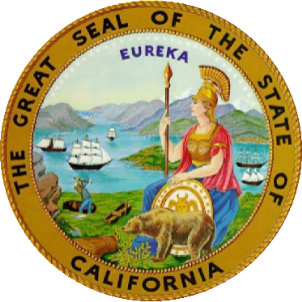 THE GREAT SEAL OF THE STATE OF CALIFORNIA
EUREKA